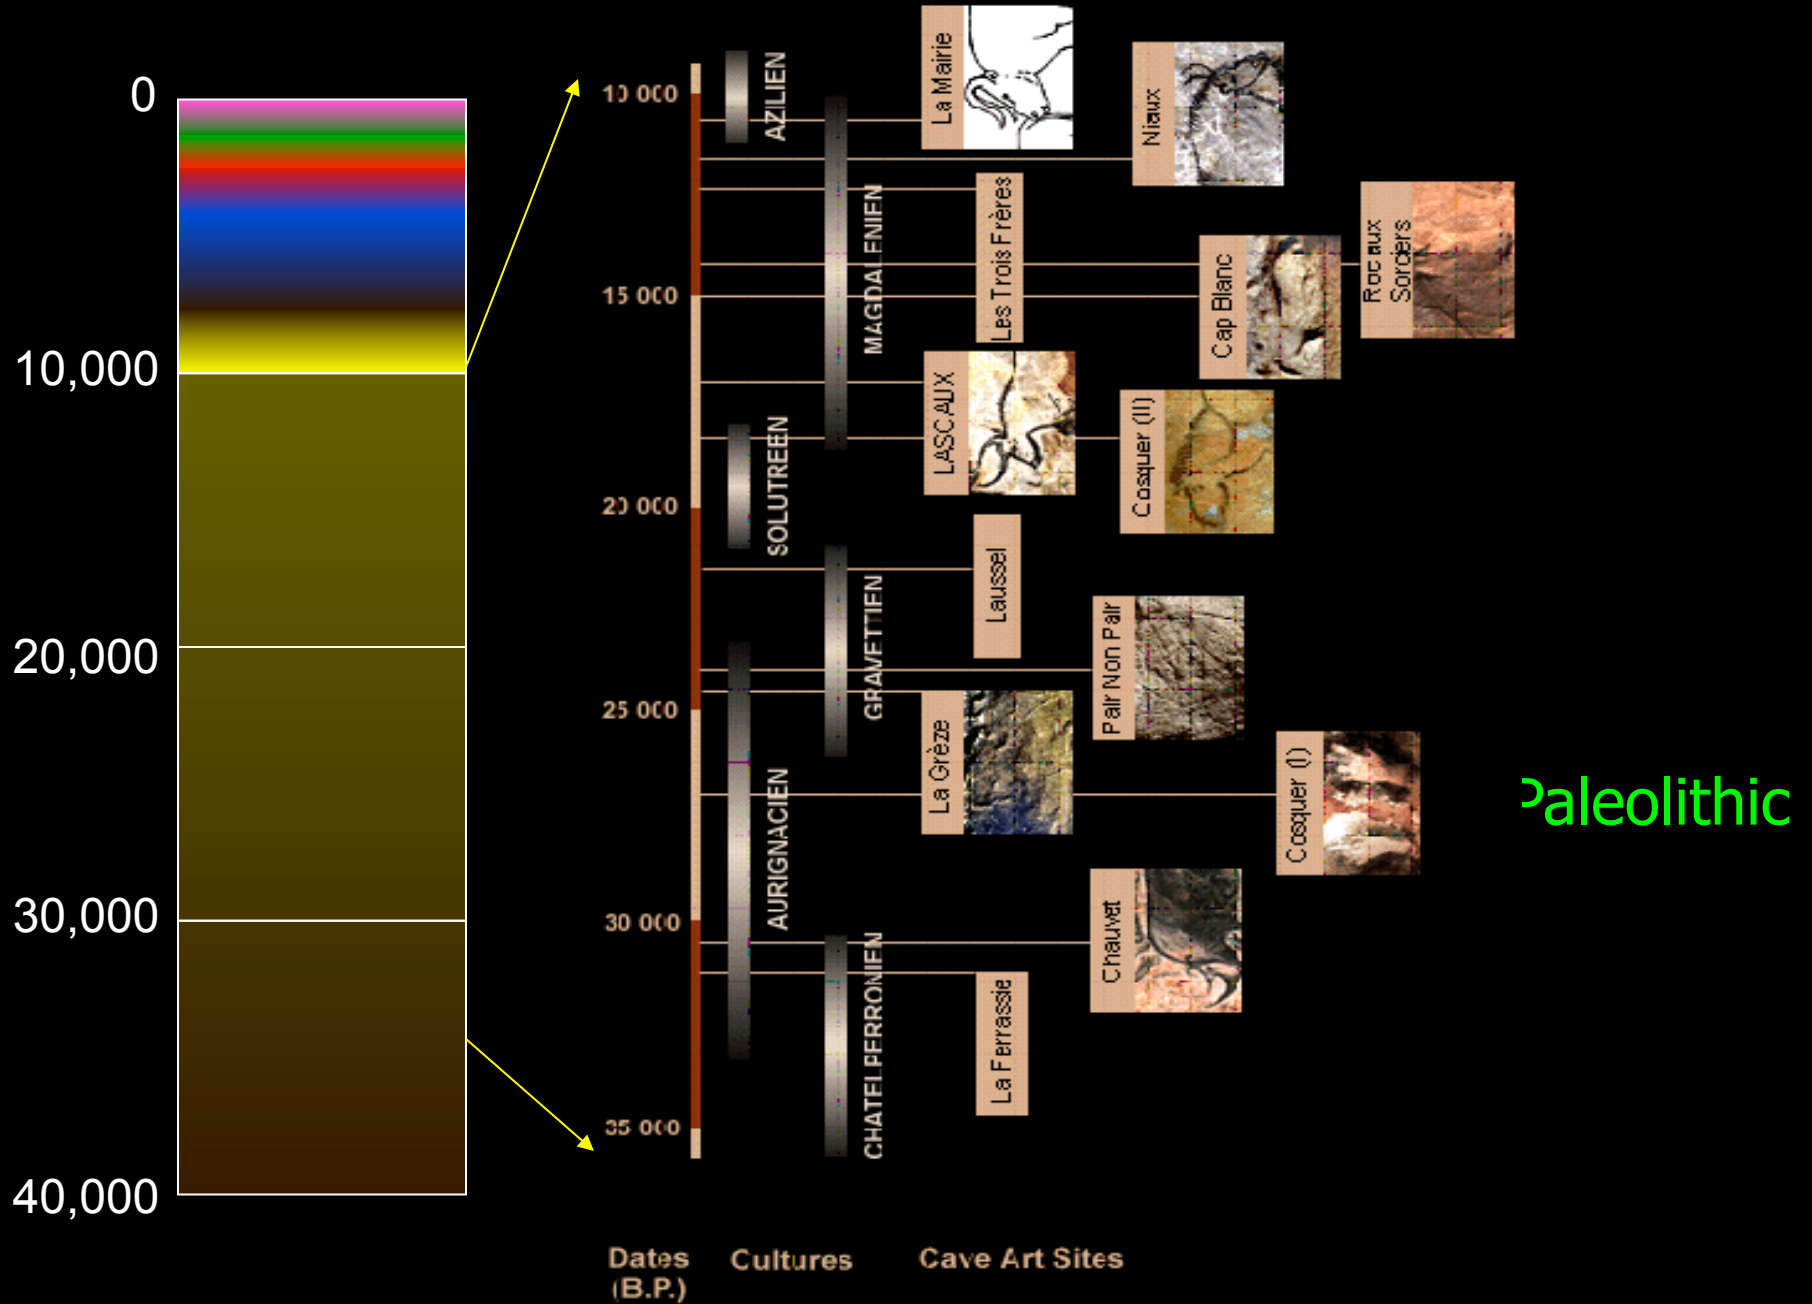 0
10,000
20,000
30,000
40,000
10 000
15 000
20 000
25 000
30 000
35 000
AZILIEN
MAGDALENIEN
SOLUTREEN
GRAVETTIEN
AURIGNACIEN
CHATELPERRONIEN
La Mairie
Niaux
Les Trois Frères
Roc aux
Sorciers
Cap Blanc
LASCAUX
Cosquer (II)
Laussel
Pair Non Pair
La Grèze
Cosquer (I)
Chauvet
La Ferrassie
Paleolithic
Dates
(B.P.)
Cultures
Cave Art Sites